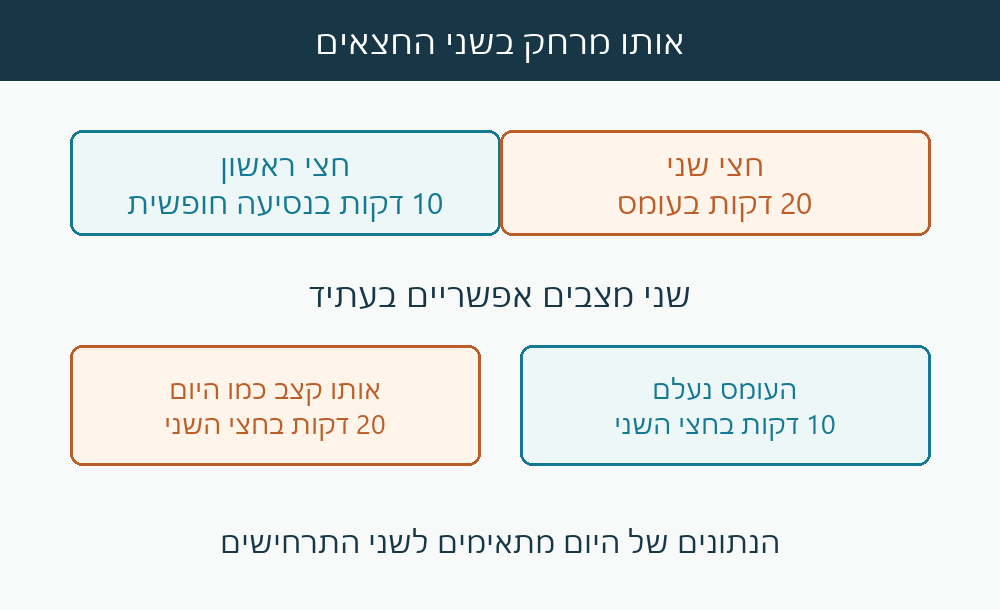 אותו מרחק בשני החצאים
חצי שני
20 דקות בעומס
חצי ראשון
10 דקות בנסיעה חופשית
שני מצבים אפשריים בעתיד
העומס נעלם
10 דקות בחצי השני
אותו קצב כמו היום
20 דקות בחצי השני
הנתונים של היום מתאימים לשני התרחישים